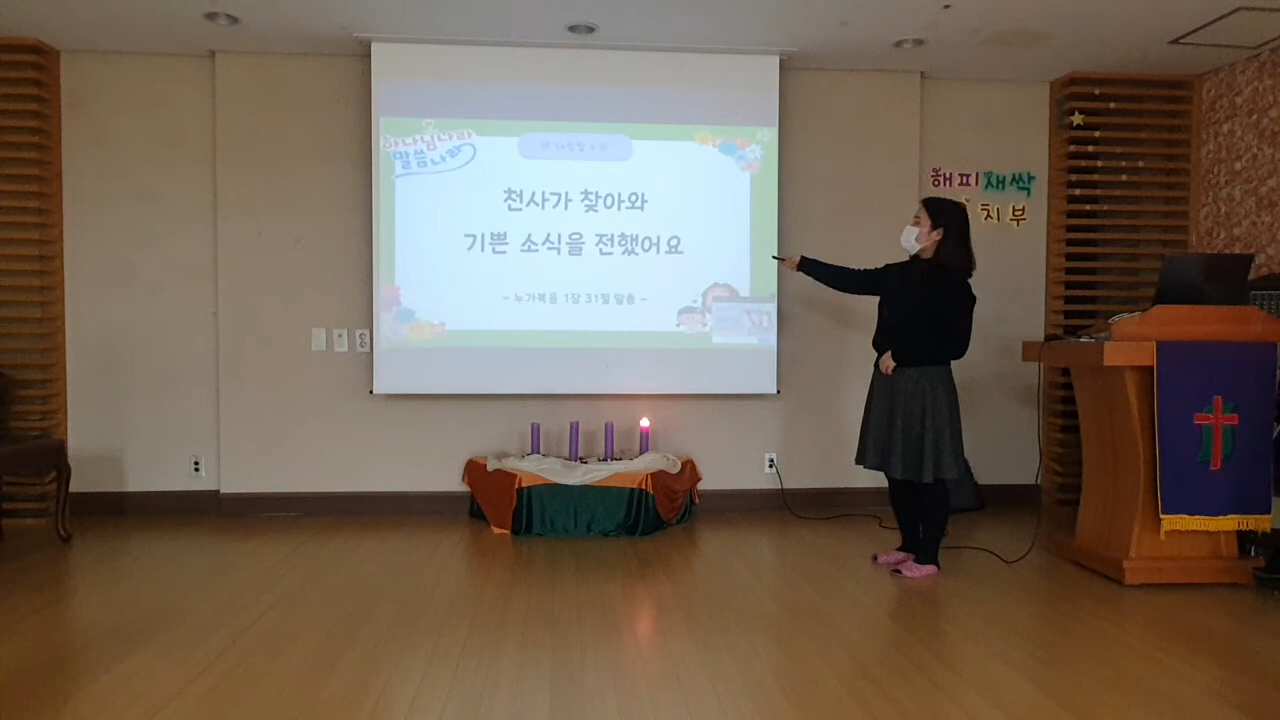 하나님나라
말씀나라
천사가 찾아와
기쁜 소식을 전했어요
- 누가복음 1장 31절 말씀 -
해피새싹
유치부